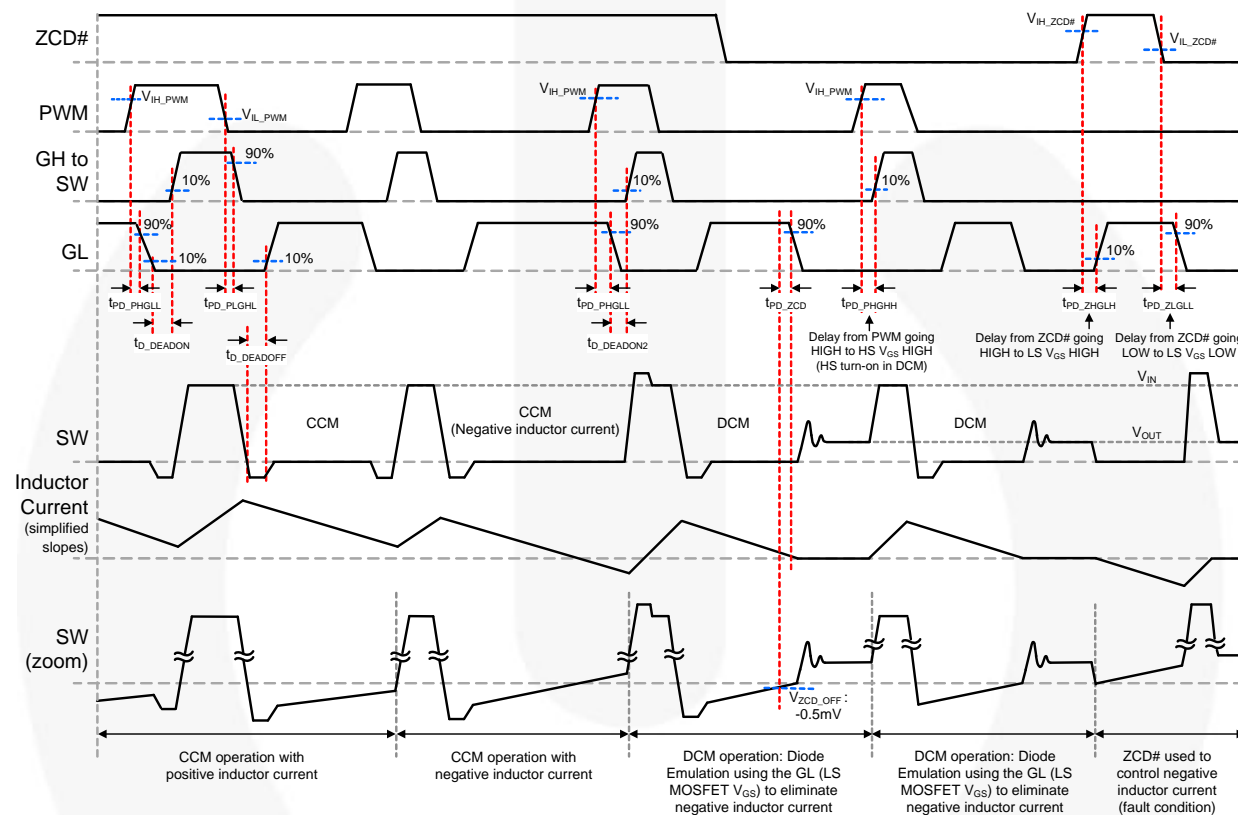 ZCD#
V_IH_ZCD#
V_IL_ZCD#
PWM
V_IH_PWM
V_IL_PWM
V_IH_PWM
V_IH_PWM
GH to
SW
90%
10%
10%
10%
GL
90%
10%
10%
90%
90%
10%
90%
t_PD_PHGLL
t_PD_PLGHL
t_PD_PHGLL
t_PD_ZCD
t_PD_PHGHH
t_PD_ZHGLH
t_PD_ZLGLL
t_D_DEADON
t_D_DEADOFF
t_D_DEADON2
Delay from PWM going
HIGH to HS V_GS HIGH
(HS turn-on in DCM)
Delay from ZCD# going
HIGH to LS V_GS HIGH
Delay from ZCD# going
LOW to LS V_GS LOW
V_IN
SW
CCM
CCM
(Negative inductor current)
DCM
DCM
V_OUT
Inductor
Current
(simplified
slopes)
SW
(zoom)
V_ZCD_OFF :
-0.5mV
CCM operation with
positive inductor current
CCM operation with
negative inductor current
DCM operation: Diode
Emulation using the GL (LS
MOSFET V_GS) to eliminate
negative inductor current
DCM operation: Diode
Emulation using the GL (LS
MOSFET V_GS) to eliminate
negative inductor current
ZCD# used to
control negative
inductor current
(fault condition)